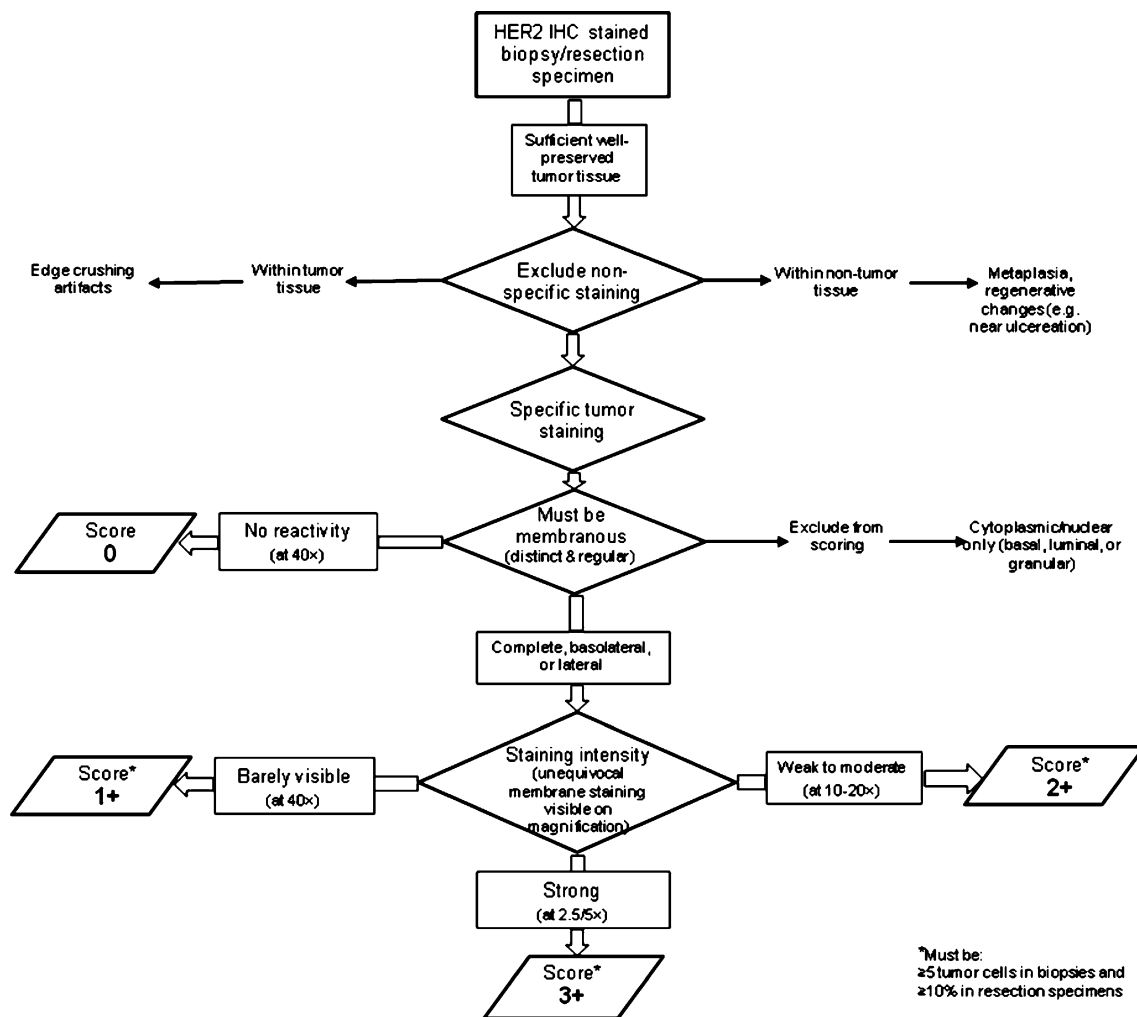 HER2 IHC stained
biopsy/resection
specimen
Sufficient well-
preserved
tumor tissue
Edge crushing
artifacts
Within tumor
tissue
Exclude non-
specific staining
Within non-tumor
tissue
Metaplasia,
regenerative
changes (e.g.
near ulcereation)
Specific tumor
staining
Score
0
No reactivity
(at 40×)
Must be
membranous
(distinct & regular)
Exclude from
scoring
Cytoplasmic/nuclear
only (basal, luminal, or
granular)
Complete, basolateral,
or lateral
Score*
1+
Barely visible
(at 40×)
Staining intensity
(unequivocal
membrane staining
visible on
magnification)
Weak to moderate
(at 10-20×)
Score*
2+
Strong
(at 2.5/5×)
Score*
3+
*Must be:
≥5 tumor cells in biopsies and
≥10% in resection specimens